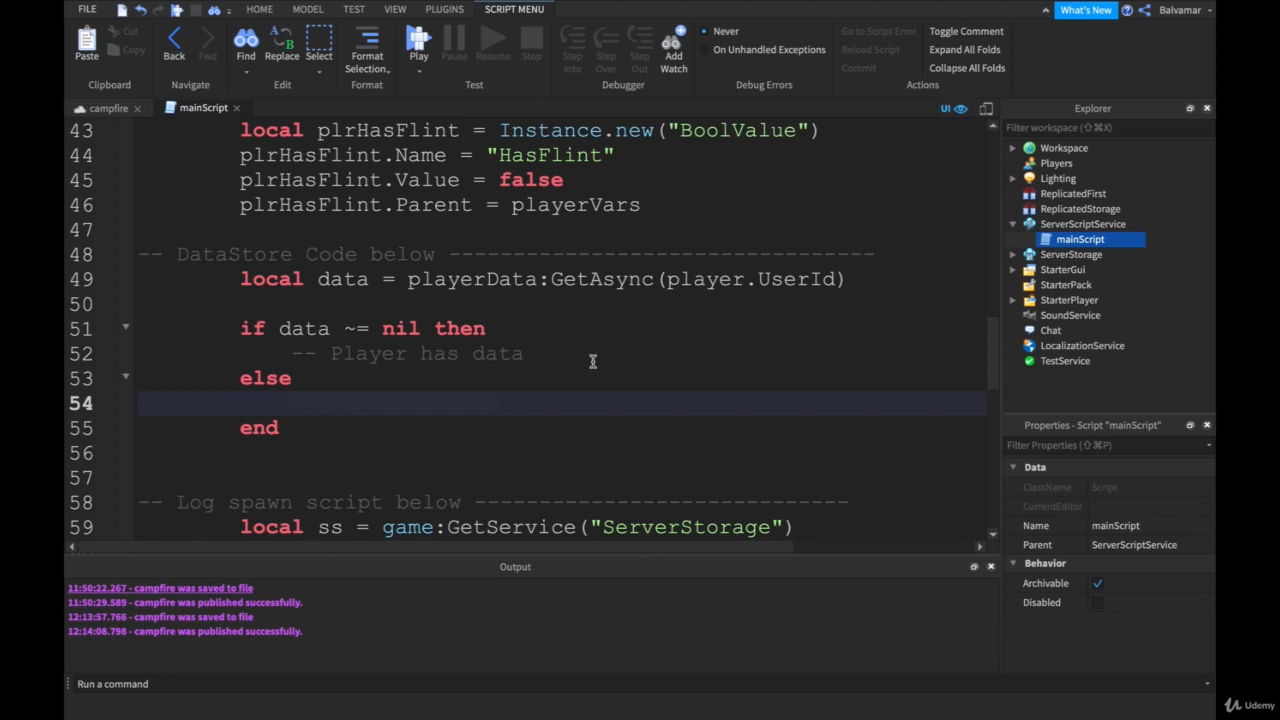 FILE HOME MODEL TEST VIEW PLUGINS SCRIPT MENU What's New Balvamar
Paste Cut Copy Back Fwd Find Replace Select Format Selection Play Pause Resume Stop Step Into Step Over Step Out Add Watch
Never
On Unhandled Exceptions
Go to Script Error
Reload Script
Commit
Toggle Comment
Expand All Folds
Collapse All Folds
Clipboard Navigate Edit Format Test Debugger Debug Errors Actions
campfire mainScript UI
43 local plrHasFlint = Instance.new("BoolValue")
44 plrHasFlint.Name = "HasFlint"
45 plrHasFlint.Value = false
46 plrHasFlint.Parent = playerVars
47
48 -- DataStore Code below ---------------------------------
49 local data = playerData:GetAsync(player.UserId)
50
51 if data ~= nil then
52 -- Player has data
53 else
54
55 end
56
57
58 -- Log spawn script below -----------------------------
59 local ss = game:GetService("ServerStorage")
Output
11:50:22.267 - campfire was saved to file
11:50:29.589 - campfire was published successfully.
12:13:57.766 - campfire was saved to file
12:14:08.798 - campfire was published successfully.
Run a command
Explorer
Filter workspace (⇧⌘X)
Workspace
Players
Lighting
ReplicatedFirst
ReplicatedStorage
ServerScriptService
mainScript
ServerStorage
StarterGui
StarterPack
StarterPlayer
SoundService
Chat
LocalizationService
TestService
Properties - Script "mainScript"
Filter Properties (⇧⌘P)
Data
ClassName Script
CurrentEditor
Name mainScript
Parent ServerScriptService
Behavior
Archivable
Disabled
Udemy